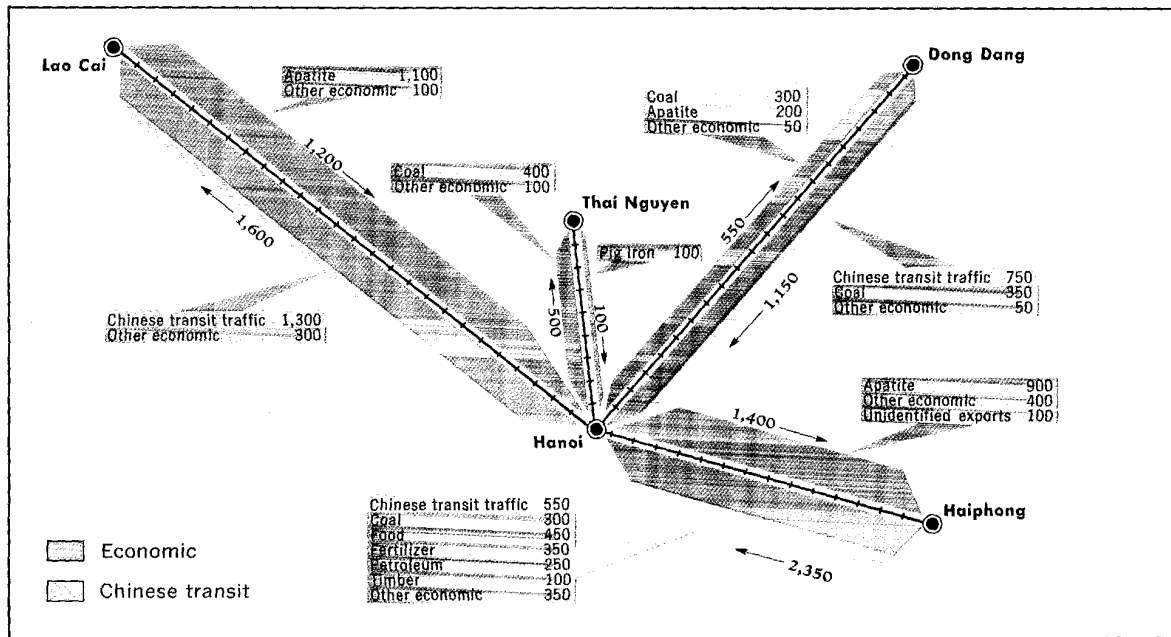 Lao Cai
Apatite 1,100
Other economic 100
1,200
1,600
Chinese transit traffic 1,300
Other economic 300
Coal 400
Other economic 100
Thai Nguyen
Pig iron 100
500
100
Dong Dang
Coal 300
Apatite 200
Other economic 50
550
1,150
Chinese transit traffic 750
Coal 350
Other economic 50
Hanoi
Apatite 900
Other economic 400
Unidentified exports 100
1,400
Haiphong
2,350
Chinese transit traffic 550
Coal 300
Food 450
Fertilizer 350
Petroleum 250
Timber 100
Other economic 350
Economic
Chinese transit